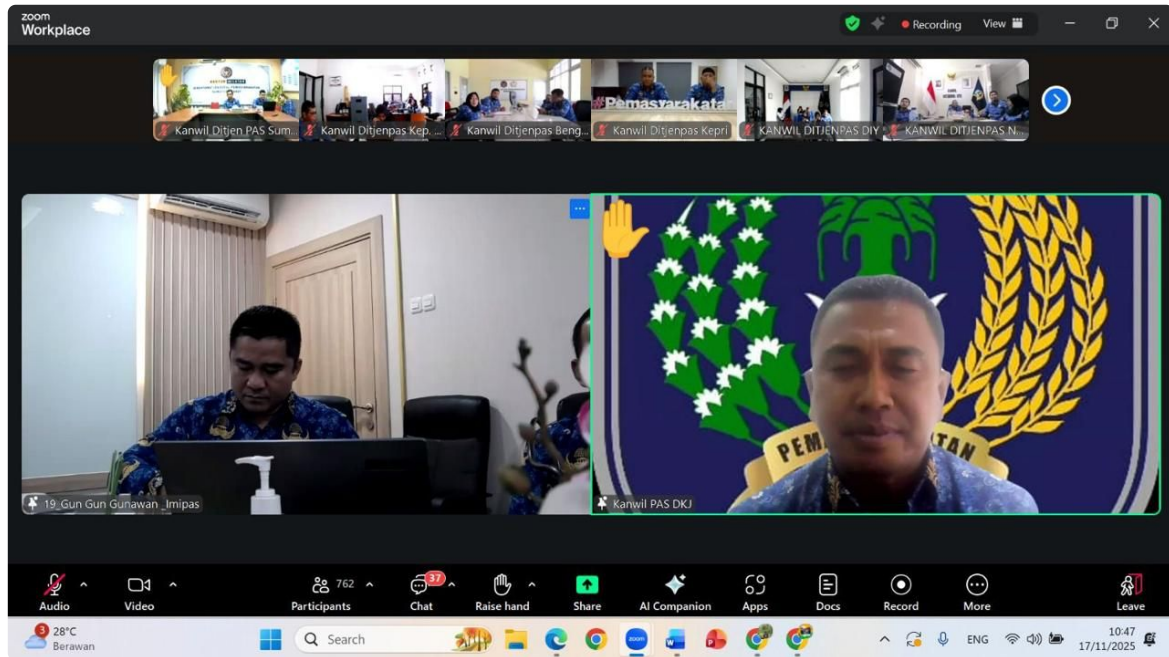 zoom
Workplace
Recording
View
Kanwil Ditjen PAS Sum...
Kanwil Ditjenpas Kep. ...
Kanwil Ditjenpas Beng...
#Pemasyarakata
Kanwil Ditjenpas Kepri
KANWIL DITJENPAS DIY
KANWIL DITJENPAS N...
19_Gun Gun Gunawan _Imipas
PEM
TAN
Kanwil PAS DKJ
Audio
Video
762
Participants
37
Chat
Raise hand
Share
AI Companion
Apps
Docs
Record
More
Leave
3
28°C
Berawan
Search
zoom
ENG
10:47
17/11/2025